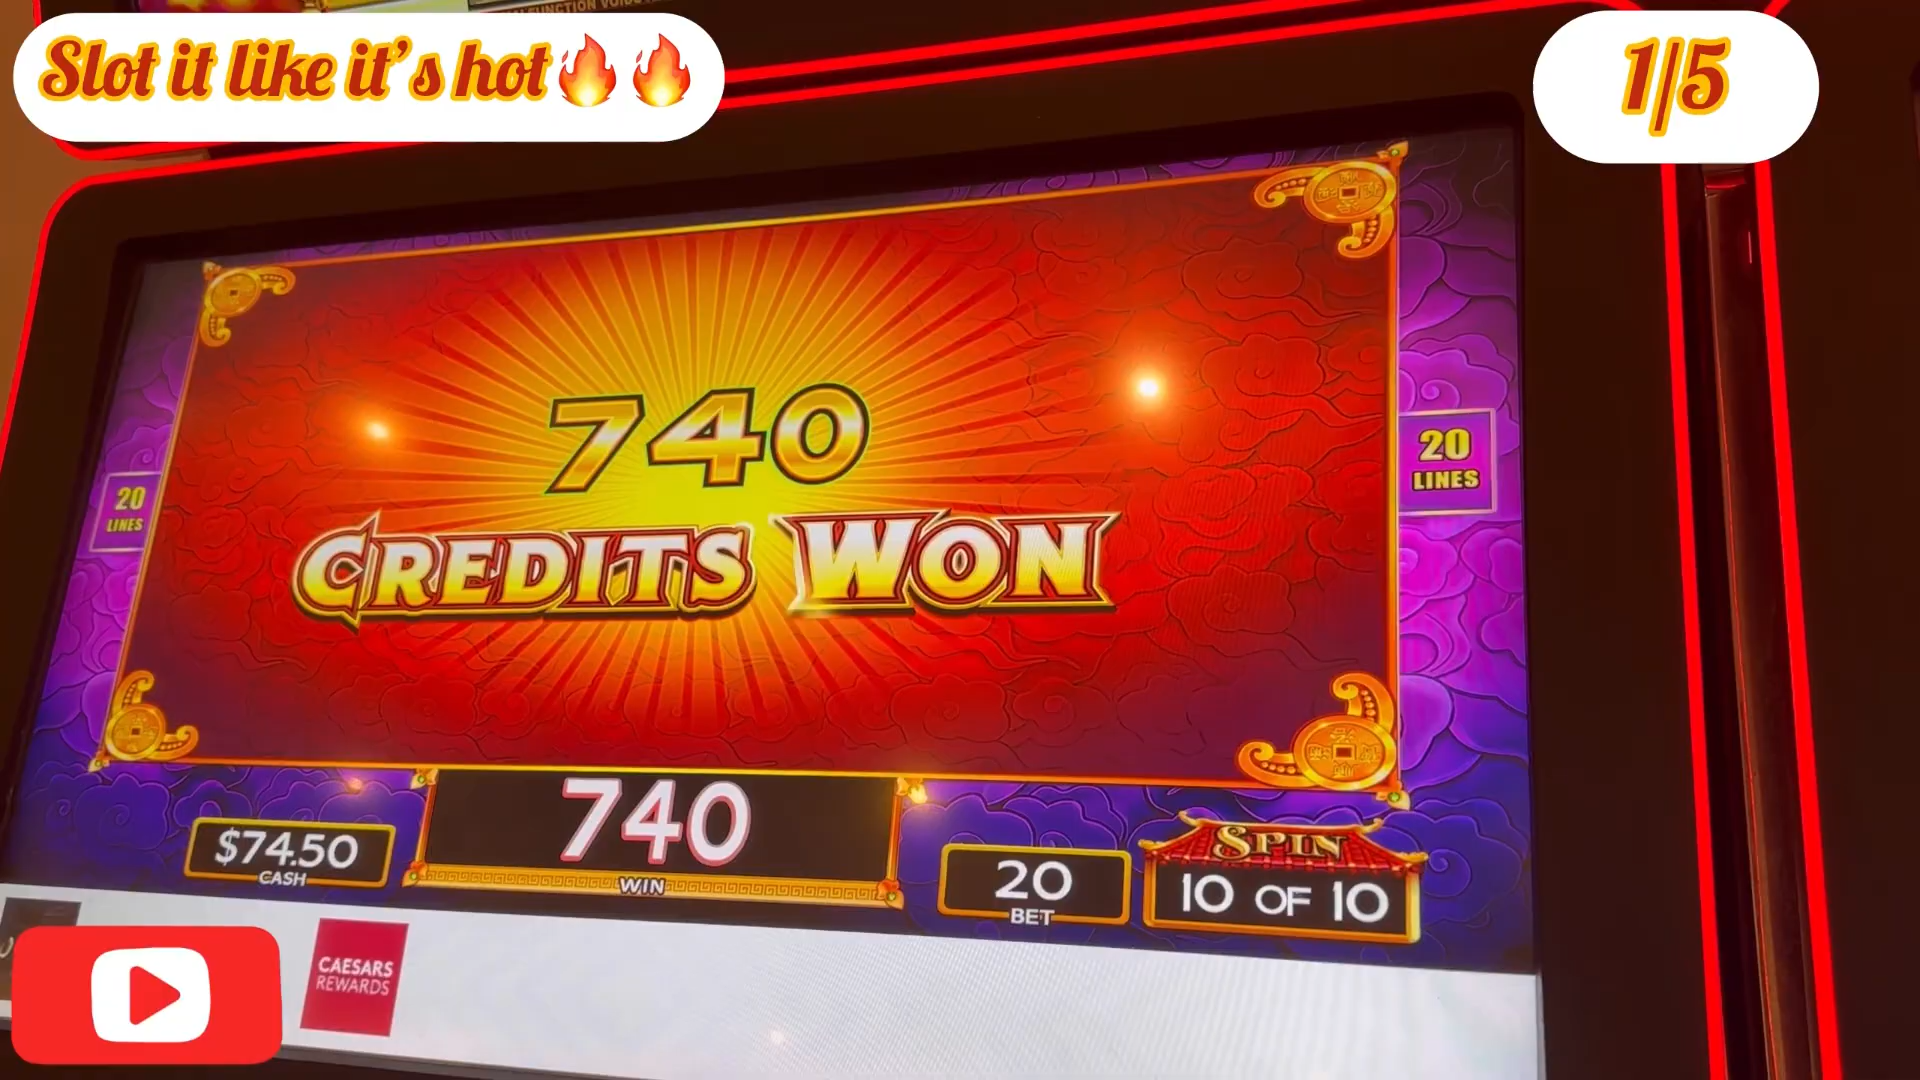 Slot it like it's hot🔥🔥
1/5
740
CREDITS WON
20
LINES
20
LINES
$74.50
CASH
740
WIN
20
BET
SPIN
10 OF 10
CAESARS
REWARDS